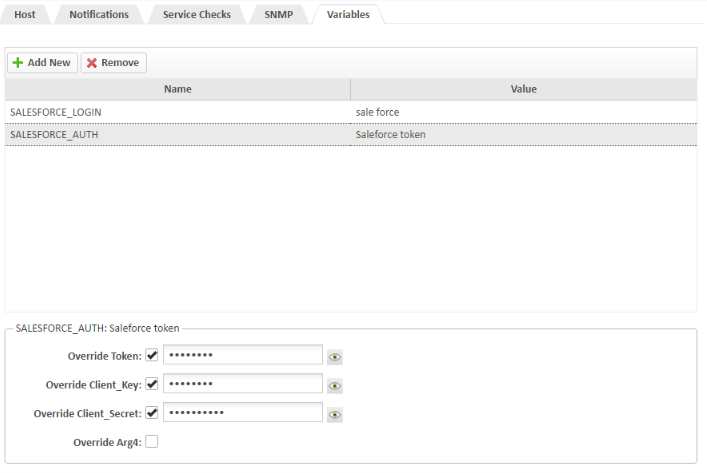 Host Notifications Service Checks SNMP Variables
Add New Remove
Name Value
SALESFORCE_LOGIN sale force
SALESFORCE_AUTH Saleforce token
SALESFORCE_AUTH: Saleforce token
Override Token: ••••••••
Override Client_Key: ••••••••
Override Client_Secret: ••••••••••
Override Arg4: